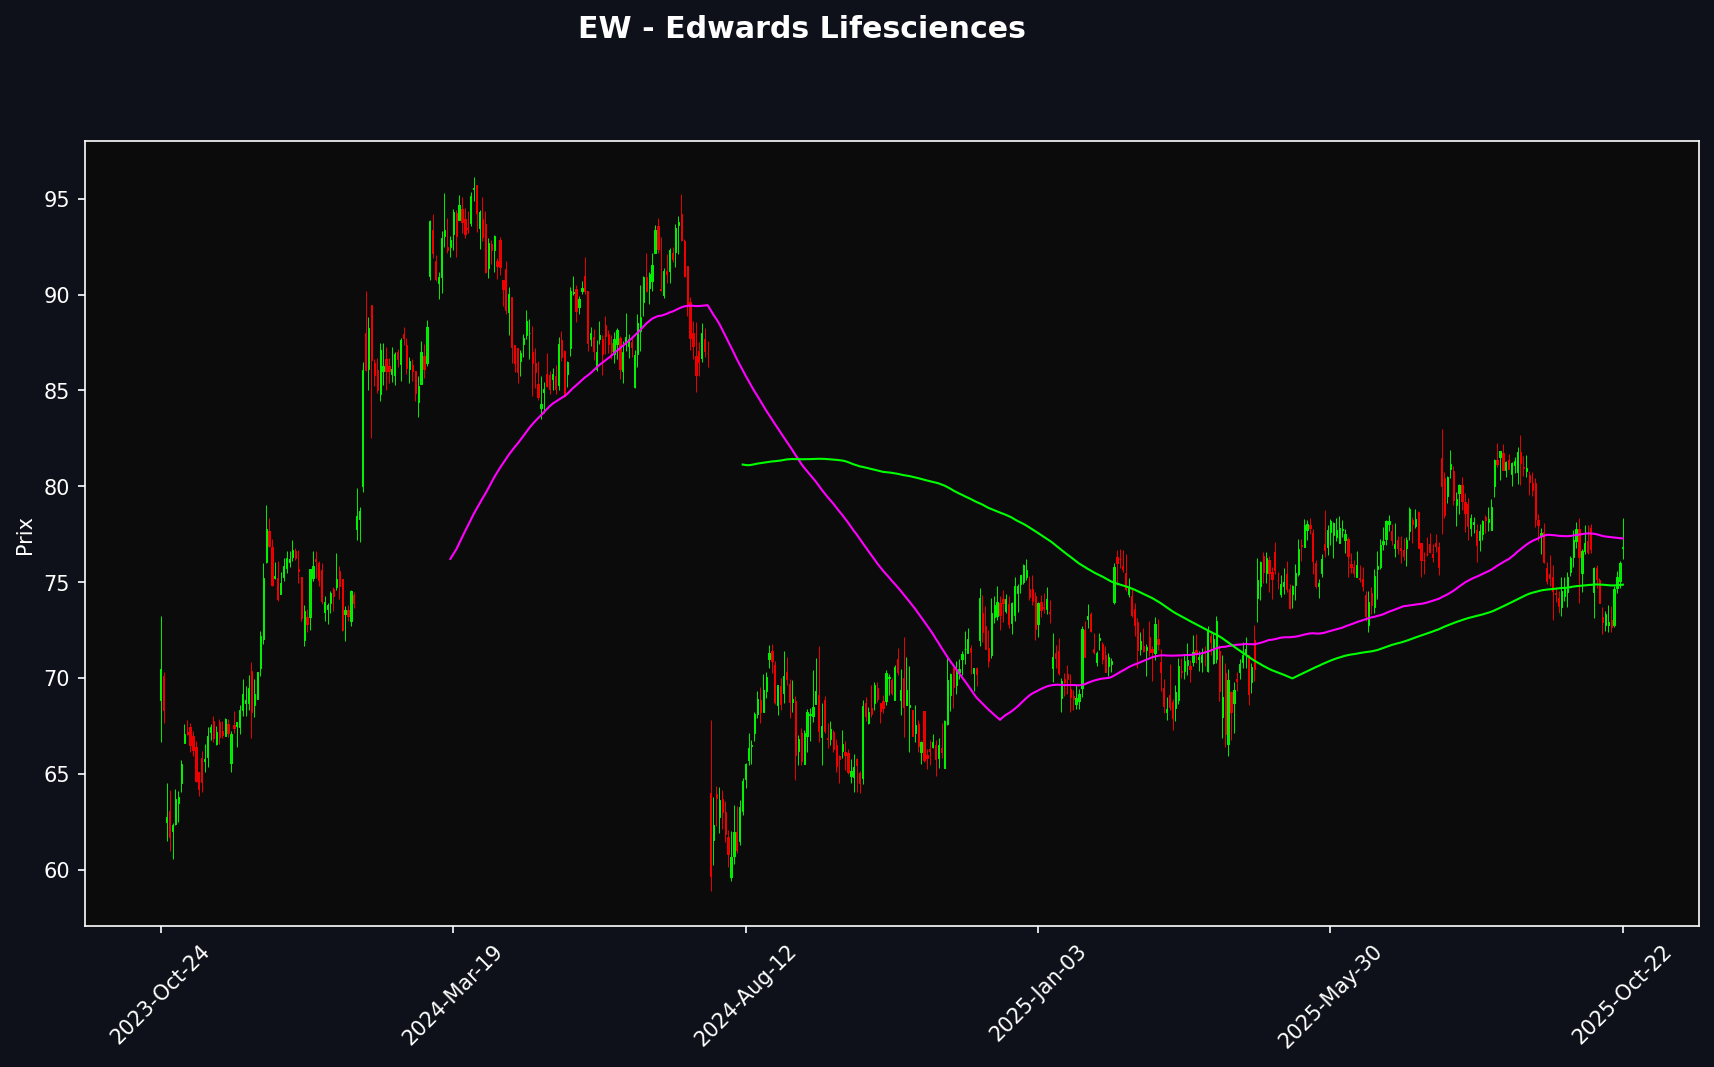 EW - Edwards Lifesciences
Prix
95
90
85
80
75
70
65
60
2023-Oct-24
2024-Mar-19
2024-Aug-12
2025-Jan-03
2025-May-30
2025-Oct-22